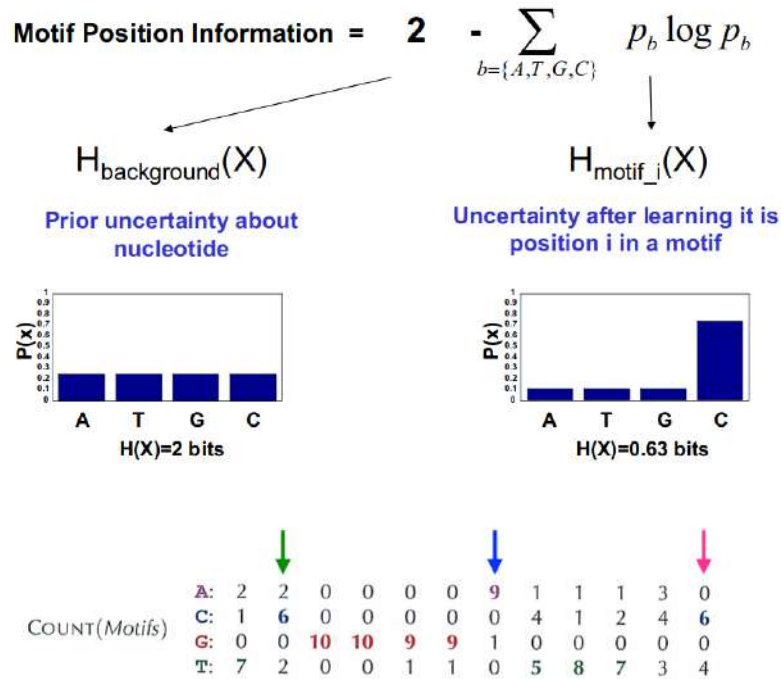 Motif Position Information = 2 - ∑ p_b log p_b
b={A,T,G,C}
H_background(X)
H_motif_i(X)
Prior uncertainty about
nucleotide
Uncertainty after learning it is
position i in a motif
P(x)
1
0.9
0.8
0.7
0.6
0.5
0.4
0.3
0.2
0.1
0
A T G C
H(X)=2 bits
P(x)
1
0.9
0.8
0.7
0.6
0.5
0.4
0.3
0.2
0.1
0
A T G C
H(X)=0.63 bits
COUNT(Motifs)
A: 2 2 0 0 0 0 9 1 1 1 3 0
C: 1 6 0 0 0 0 0 4 1 2 4 6
G: 0 0 10 10 9 9 1 0 0 0 0 0
T: 7 2 0 0 1 1 0 5 8 7 3 4